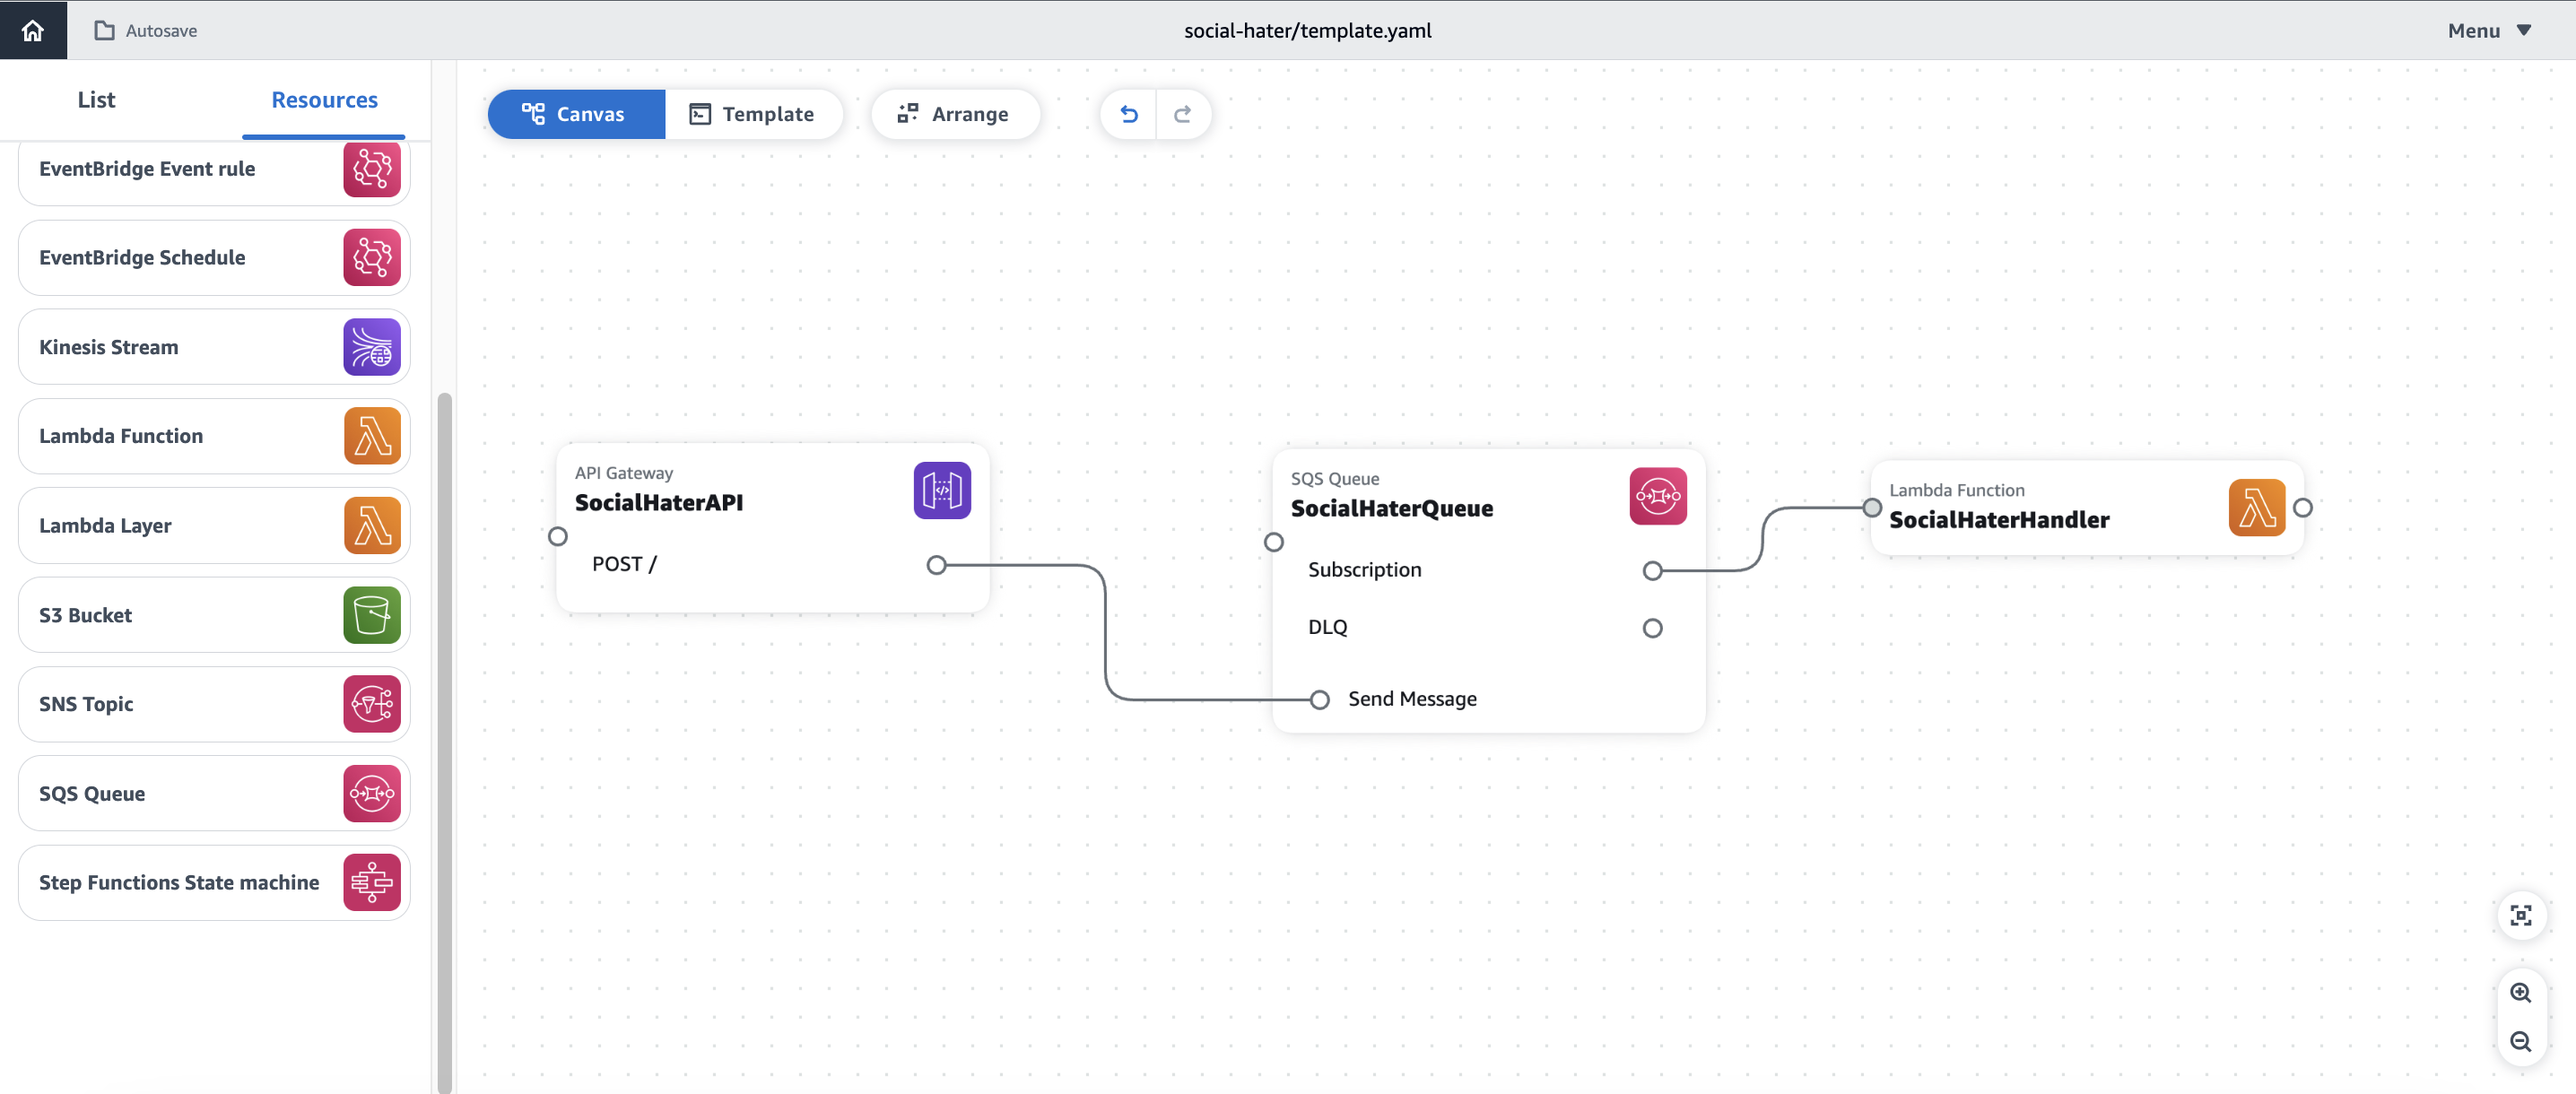 Autosave
social-hater/template.yaml
Menu
List
Resources
Canvas
Template
Arrange
EventBridge Event rule
EventBridge Schedule
Kinesis Stream
Lambda Function
Lambda Layer
S3 Bucket
SNS Topic
SQS Queue
Step Functions State machine
API Gateway
SocialHaterAPI
POST /
SQS Queue
SocialHaterQueue
Subscription
DLQ
Send Message
Lambda Function
SocialHaterHandler